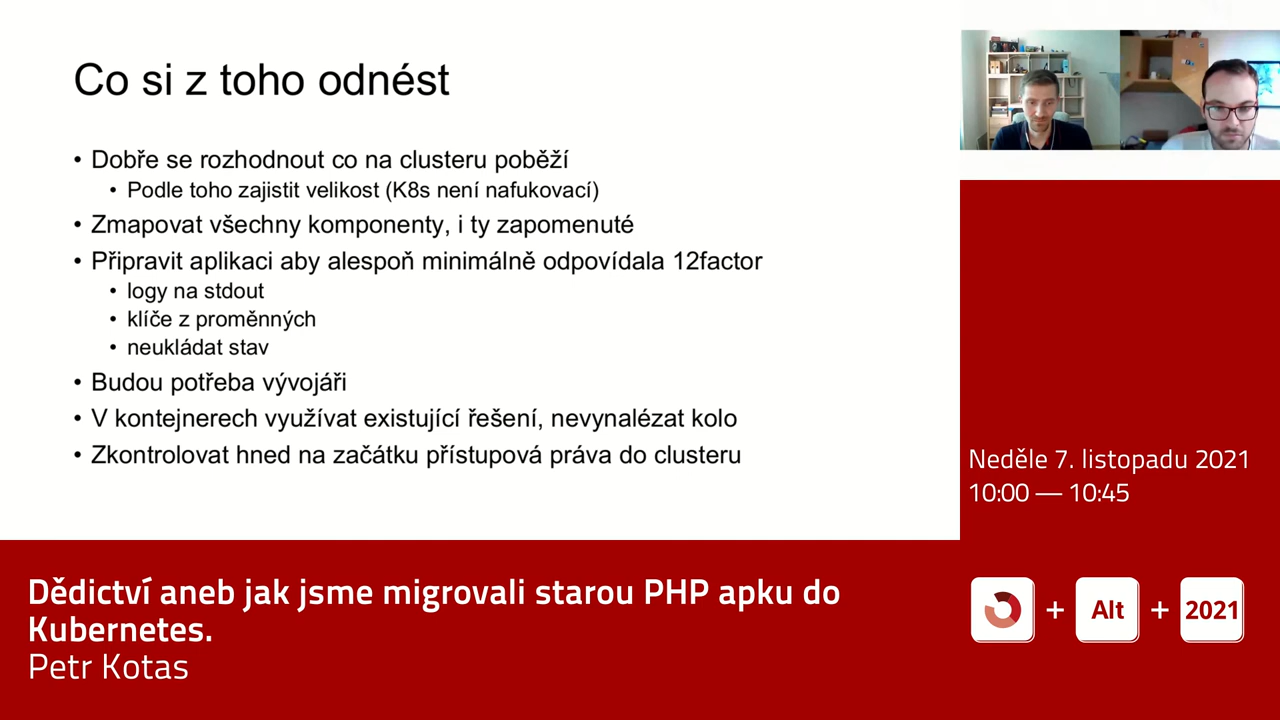 Co si z toho odnést
• Dobře se rozhodnout co na clusteru poběží
• Podle toho zajistit velikost (K8s není nafukovací)
• Zmapovat všechny komponenty, i ty zapomenuté
• Připravit aplikaci aby alespoň minimálně odpovídala 12factor
• logy na stdout
• klíče z proměnných
• neukládat stav
• Budou potřeba vývojáři
• V kontejnerech využívat existující řešení, nevynalézat kolo
• Zkontrolovat hned na začátku přístupová práva do clusteru
Neděle 7. listopadu 2021
10:00 — 10:45
Dědictví aneb jak jsme migrovali starou PHP apku do
Kubernetes.
Petr Kotas
+ Alt + 2021